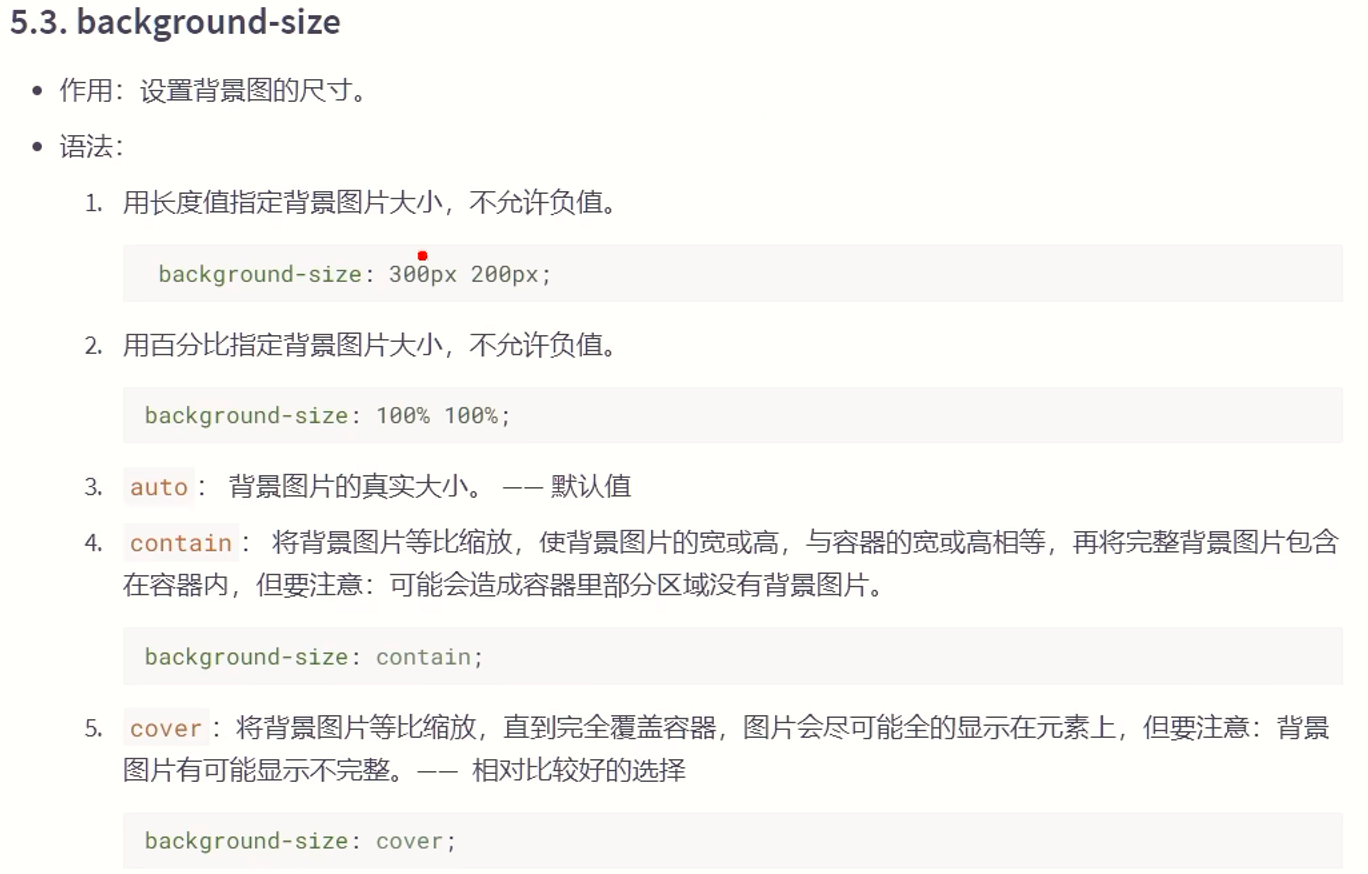 5.3. background-size
• 作用：设置背景图的尺寸。
• 语法：
1. 用长度值指定背景图片大小，不允许负值。
background-size: 300px 200px;
2. 用百分比指定背景图片大小，不允许负值。
background-size: 100% 100%;
3. auto： 背景图片的真实大小。 —— 默认值
4. contain： 将背景图片等比缩放，使背景图片的宽或高，与容器的宽或高相等，再将完整背景图片包含
在容器内，但要注意：可能会造成容器里部分区域没有背景图片。
background-size: contain;
5. cover：将背景图片等比缩放，直到完全覆盖容器，图片会尽可能全的显示在元素上，但要注意：背景
图片有可能显示不完整。—— 相对比较好的选择
background-size: cover;